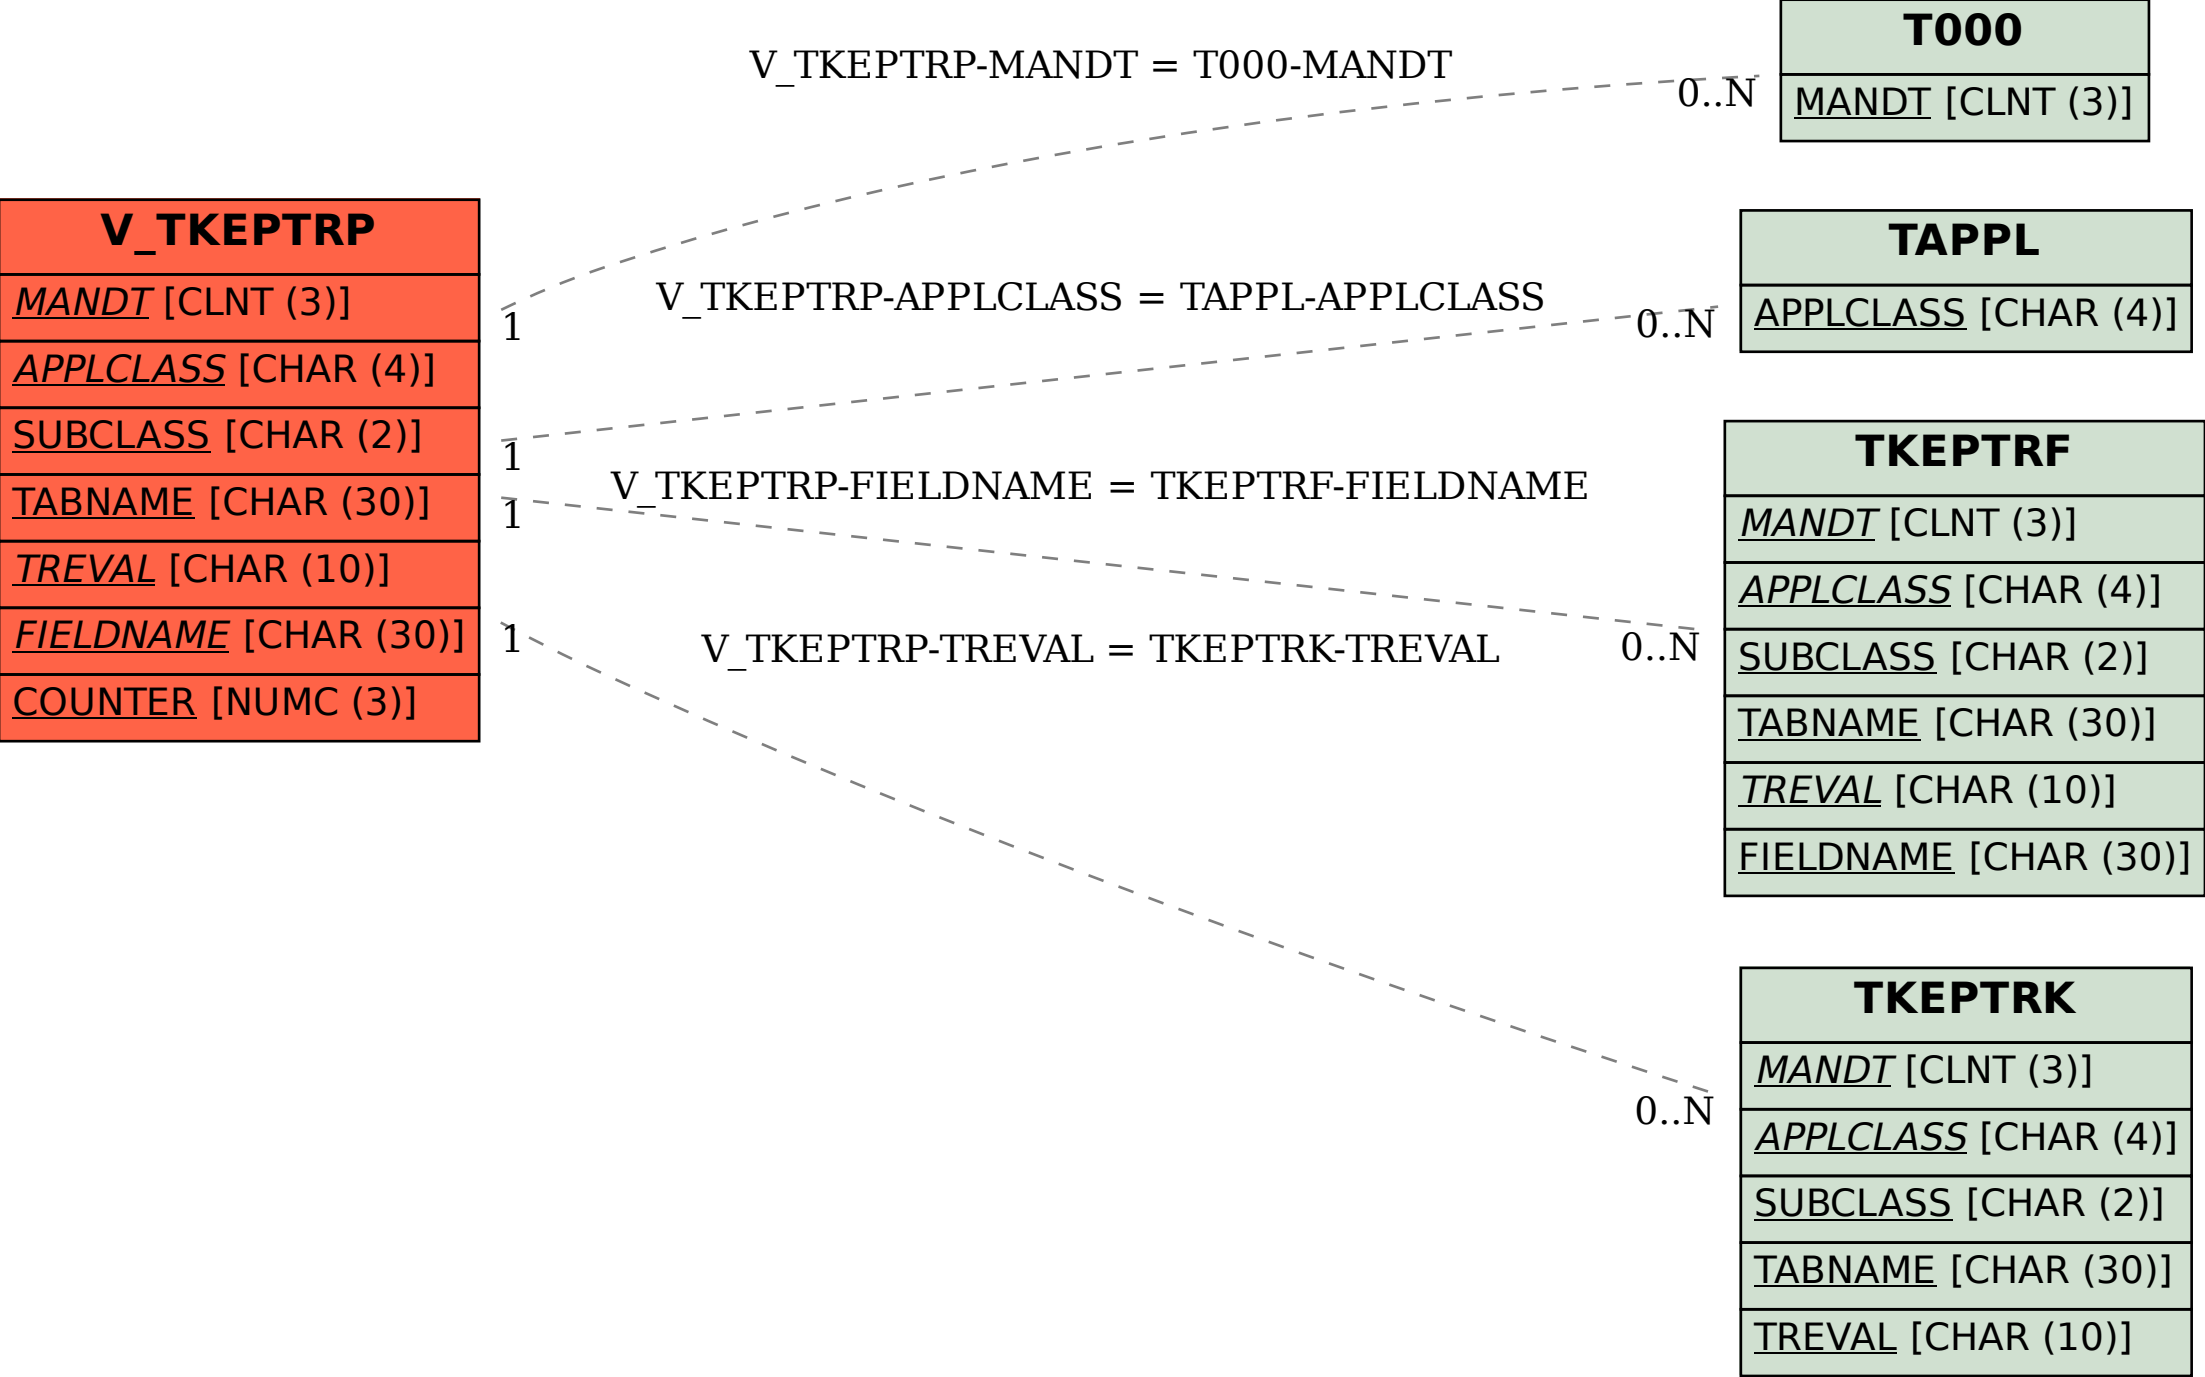 V_TKEPTRP
MANDT [CLNT (3)]
APPLCLASS [CHAR (4)]
SUBCLASS [CHAR (2)]
TABNAME [CHAR (30)]
TREVAL [CHAR (10)]
FIELDNAME [CHAR (30)]
COUNTER [NUMC (3)]
V_TKEPTRP-MANDT = T000-MANDT
0..N
1
V_TKEPTRP-APPLCLASS = TAPPL-APPLCLASS
0..N
1
V_TKEPTRP-FIELDNAME = TKEPTRF-FIELDNAME
1
0..N
V_TKEPTRP-TREVAL = TKEPTRK-TREVAL
1
0..N
T000
MANDT [CLNT (3)]
TAPPL
APPLCLASS [CHAR (4)]
TKEPTRF
MANDT [CLNT (3)]
APPLCLASS [CHAR (4)]
SUBCLASS [CHAR (2)]
TABNAME [CHAR (30)]
TREVAL [CHAR (10)]
FIELDNAME [CHAR (30)]
TKEPTRK
MANDT [CLNT (3)]
APPLCLASS [CHAR (4)]
SUBCLASS [CHAR (2)]
TABNAME [CHAR (30)]
TREVAL [CHAR (10)]